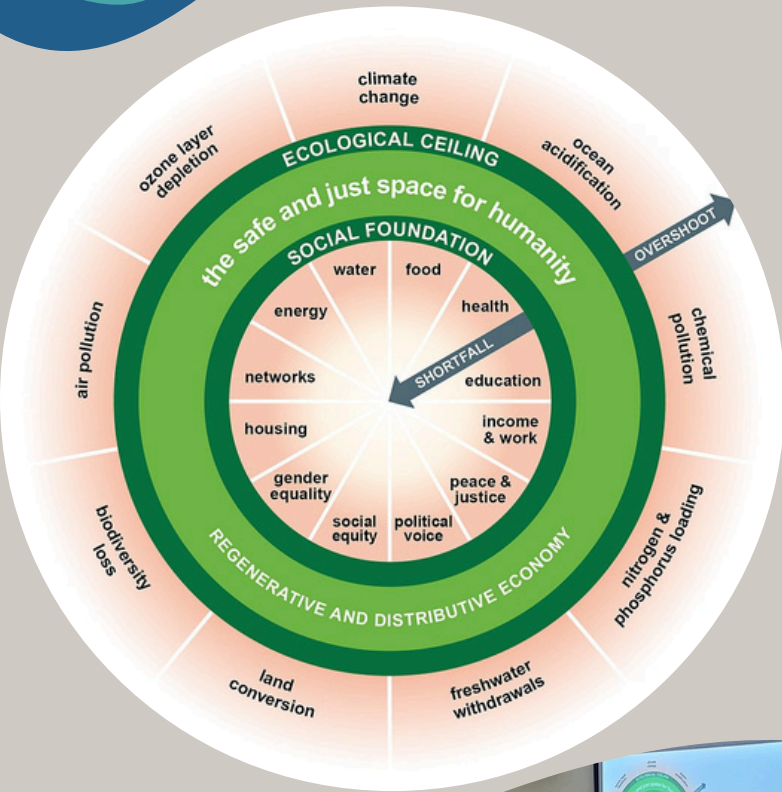 climate
change
ocean
acidification
OVERSHOOT
chemical
pollution
nitrogen &
phosphorus loading
freshwater
withdrawals
land
conversion
biodiversity
loss
air pollution
ozone layer
depletion
ECOLOGICAL CEILING
the safe and just space for humanity
SOCIAL FOUNDATION
water
food
health
SHORTFALL
education
income
& work
peace &
justice
political
voice
social
equity
gender
equality
housing
networks
energy
REGENERATIVE AND DISTRIBUTIVE ECONOMY